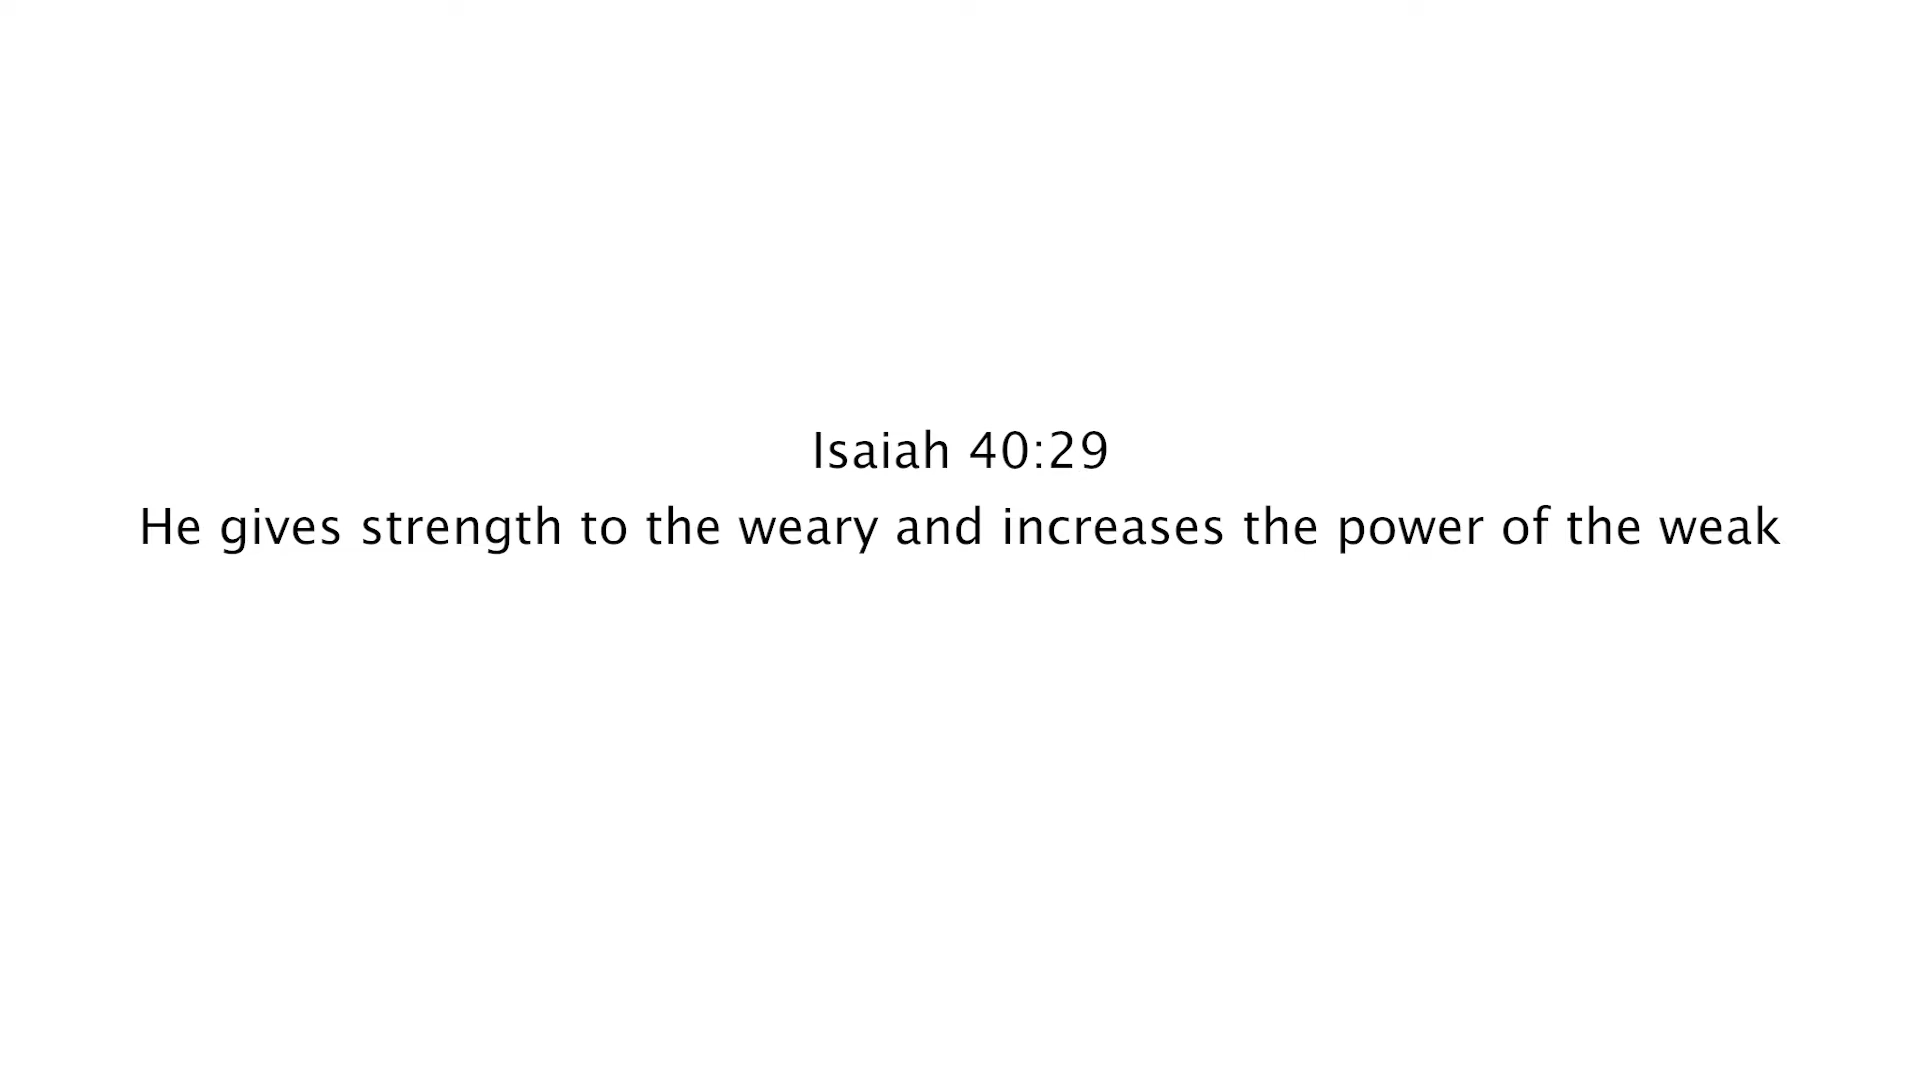 Isaiah 40:29
He gives strength to the weary and increases the power of the weak